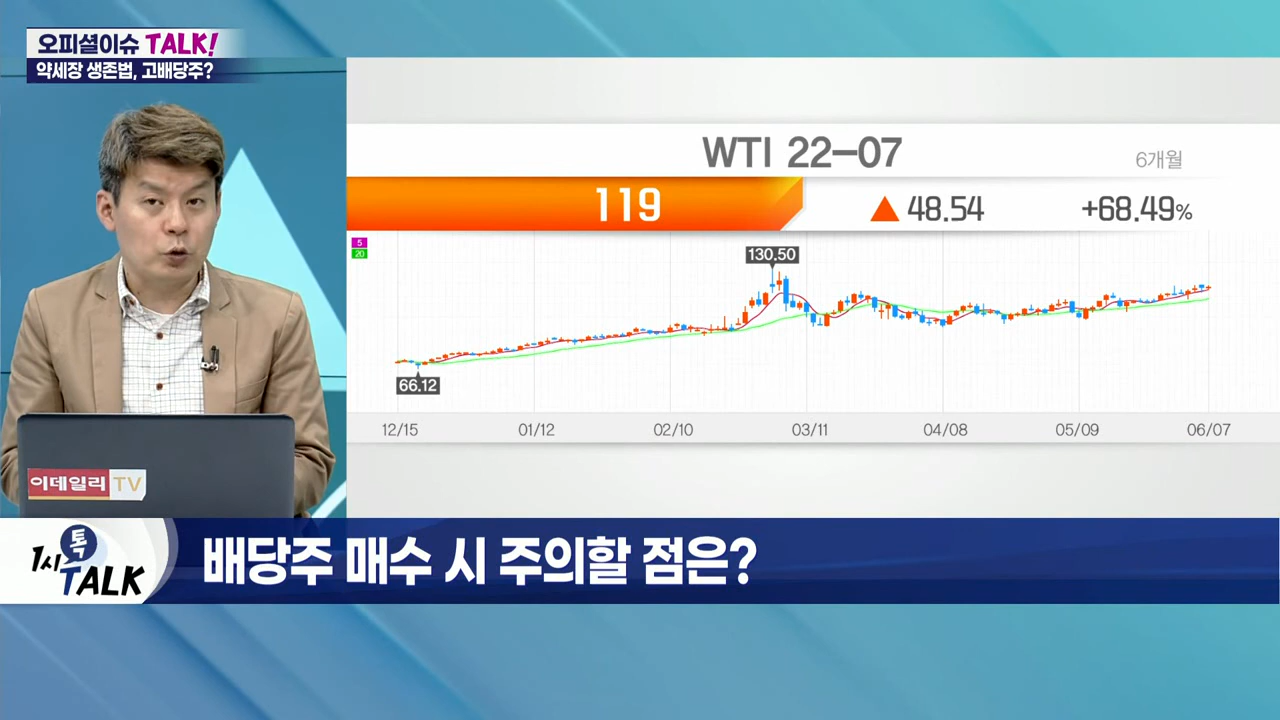 오피셜이슈 TALK!
약세장 생존법, 고배당주?
WTI 22-07
6개월
119
▲ 48.54
+68.49%
5
20
130.50
66.12
12/15 01/12 02/10 03/11 04/08 05/09 06/07
이데일리 TV
1시 톡 TALK
배당주 매수 시 주의할 점은?